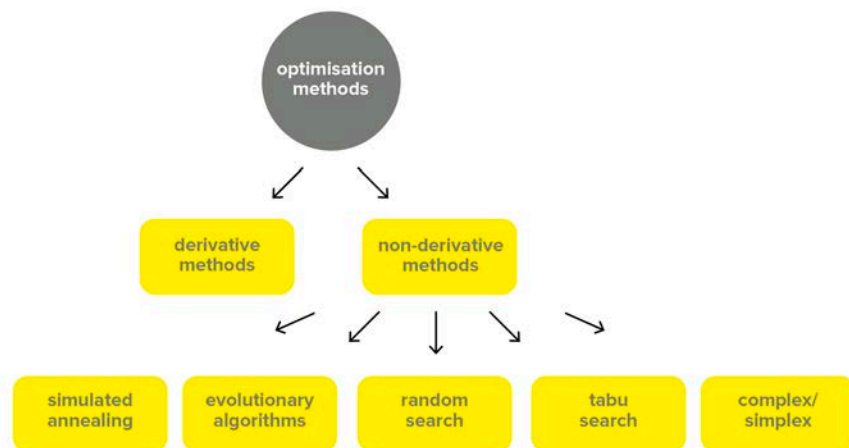 optimisation
methods
derivative
methods
non-derivative
methods
simulated
annealing
evolutionary
algorithms
random
search
tabu
search
complex/
simplex